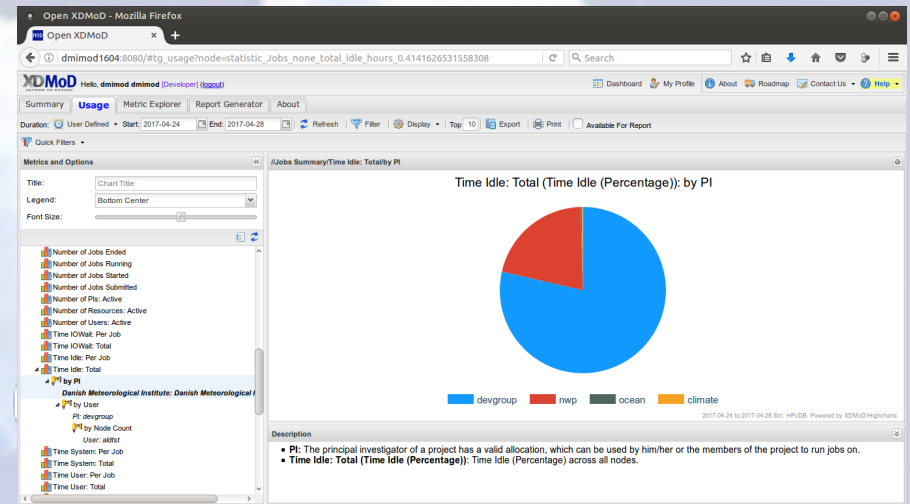 Open XDMoD - Mozilla Firefox
Open XDMoD × +
dmimod1604:8080/#tg_usage?node=statistic_Jobs_none_total_idle_hours_0.4141626531558308 Search
XDMoD Hello, dmimod dmimod [Developer] (logout) Dashboard My Profile About Roadmap Contact Us Help
Summary Usage Metric Explorer Report Generator About
Duration: User Defined Start: 2017-04-24 End: 2017-04-28 Refresh Filter Display Top 10 Export Print Available For Report
Quick Filters
Metrics and Options //Jobs Summary/Time Idle: Total/by PI
Title: Chart Title
Legend: Bottom Center
Font Size:
Number of Jobs Ended
Number of Jobs Running
Number of Jobs Started
Number of Jobs Submitted
Number of PIs: Active
Number of Resources: Active
Number of Users: Active
Time IOWait: Per Job
Time IOWait: Total
Time Idle: Per Job
Time Idle: Total
by PI
Danish Meteorological Institute: Danish Meteorological I
by User
PI: devgroup
by Node Count
User: aldtst
Time System: Per Job
Time System: Total
Time User: Per Job
Time User: Total
Time Idle: Total (Time Idle (Percentage)): by PI
devgroup nwp ocean climate
2017-04-24 to 2017-04-28 Src: HPcDB. Powered by XDMoD/Highcharts
Description
PI: The principal investigator of a project has a valid allocation, which can be used by him/her or the members of the project to run jobs on.
Time Idle: Total (Time Idle (Percentage)): Time Idle (Percentage) across all nodes.